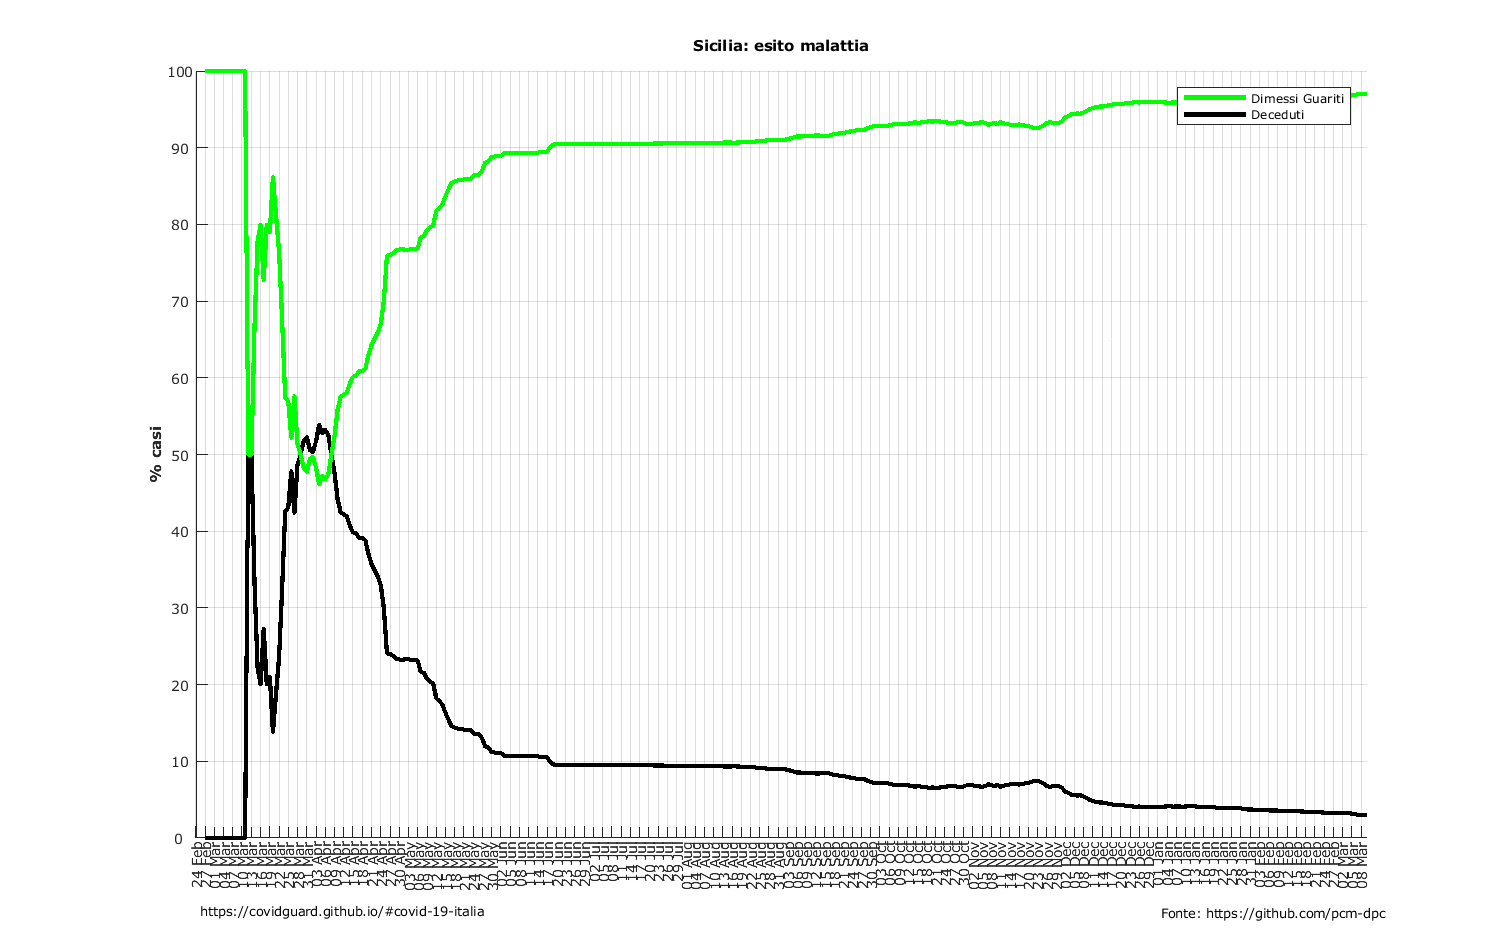 Sicilia: esito malattia
100
90
80
70
60
50
40
30
20
10
0
% casi
Dimessi Guariti
Deceduti
24 Feb
27 Feb
01 Mar
04 Mar
07 Mar
10 Mar
13 Mar
16 Mar
19 Mar
22 Mar
25 Mar
28 Mar
31 Mar
03 Apr
06 Apr
09 Apr
12 Apr
15 Apr
18 Apr
21 Apr
24 Apr
27 Apr
30 Apr
03 May
06 May
09 May
12 May
15 May
18 May
21 May
24 May
27 May
30 May
02 Jun
05 Jun
08 Jun
11 Jun
14 Jun
17 Jun
20 Jun
23 Jun
26 Jun
29 Jun
02 Jul
05 Jul
08 Jul
11 Jul
14 Jul
17 Jul
20 Jul
23 Jul
26 Jul
29 Jul
01 Aug
04 Aug
07 Aug
10 Aug
13 Aug
16 Aug
19 Aug
22 Aug
25 Aug
28 Aug
31 Aug
03 Sep
06 Sep
09 Sep
12 Sep
15 Sep
18 Sep
21 Sep
24 Sep
27 Sep
30 Sep
03 Oct
06 Oct
09 Oct
12 Oct
15 Oct
18 Oct
21 Oct
24 Oct
27 Oct
30 Oct
02 Nov
05 Nov
08 Nov
11 Nov
14 Nov
17 Nov
20 Nov
23 Nov
26 Nov
29 Nov
02 Dec
05 Dec
08 Dec
11 Dec
14 Dec
17 Dec
20 Dec
23 Dec
26 Dec
29 Dec
01 Jan
04 Jan
07 Jan
10 Jan
13 Jan
16 Jan
19 Jan
22 Jan
25 Jan
28 Jan
31 Jan
03 Feb
06 Feb
09 Feb
12 Feb
15 Feb
18 Feb
21 Feb
24 Feb
27 Feb
02 Mar
05 Mar
08 Mar
https://covidguard.github.io/#covid-19-italia
Fonte: https://github.com/pcm-dpc